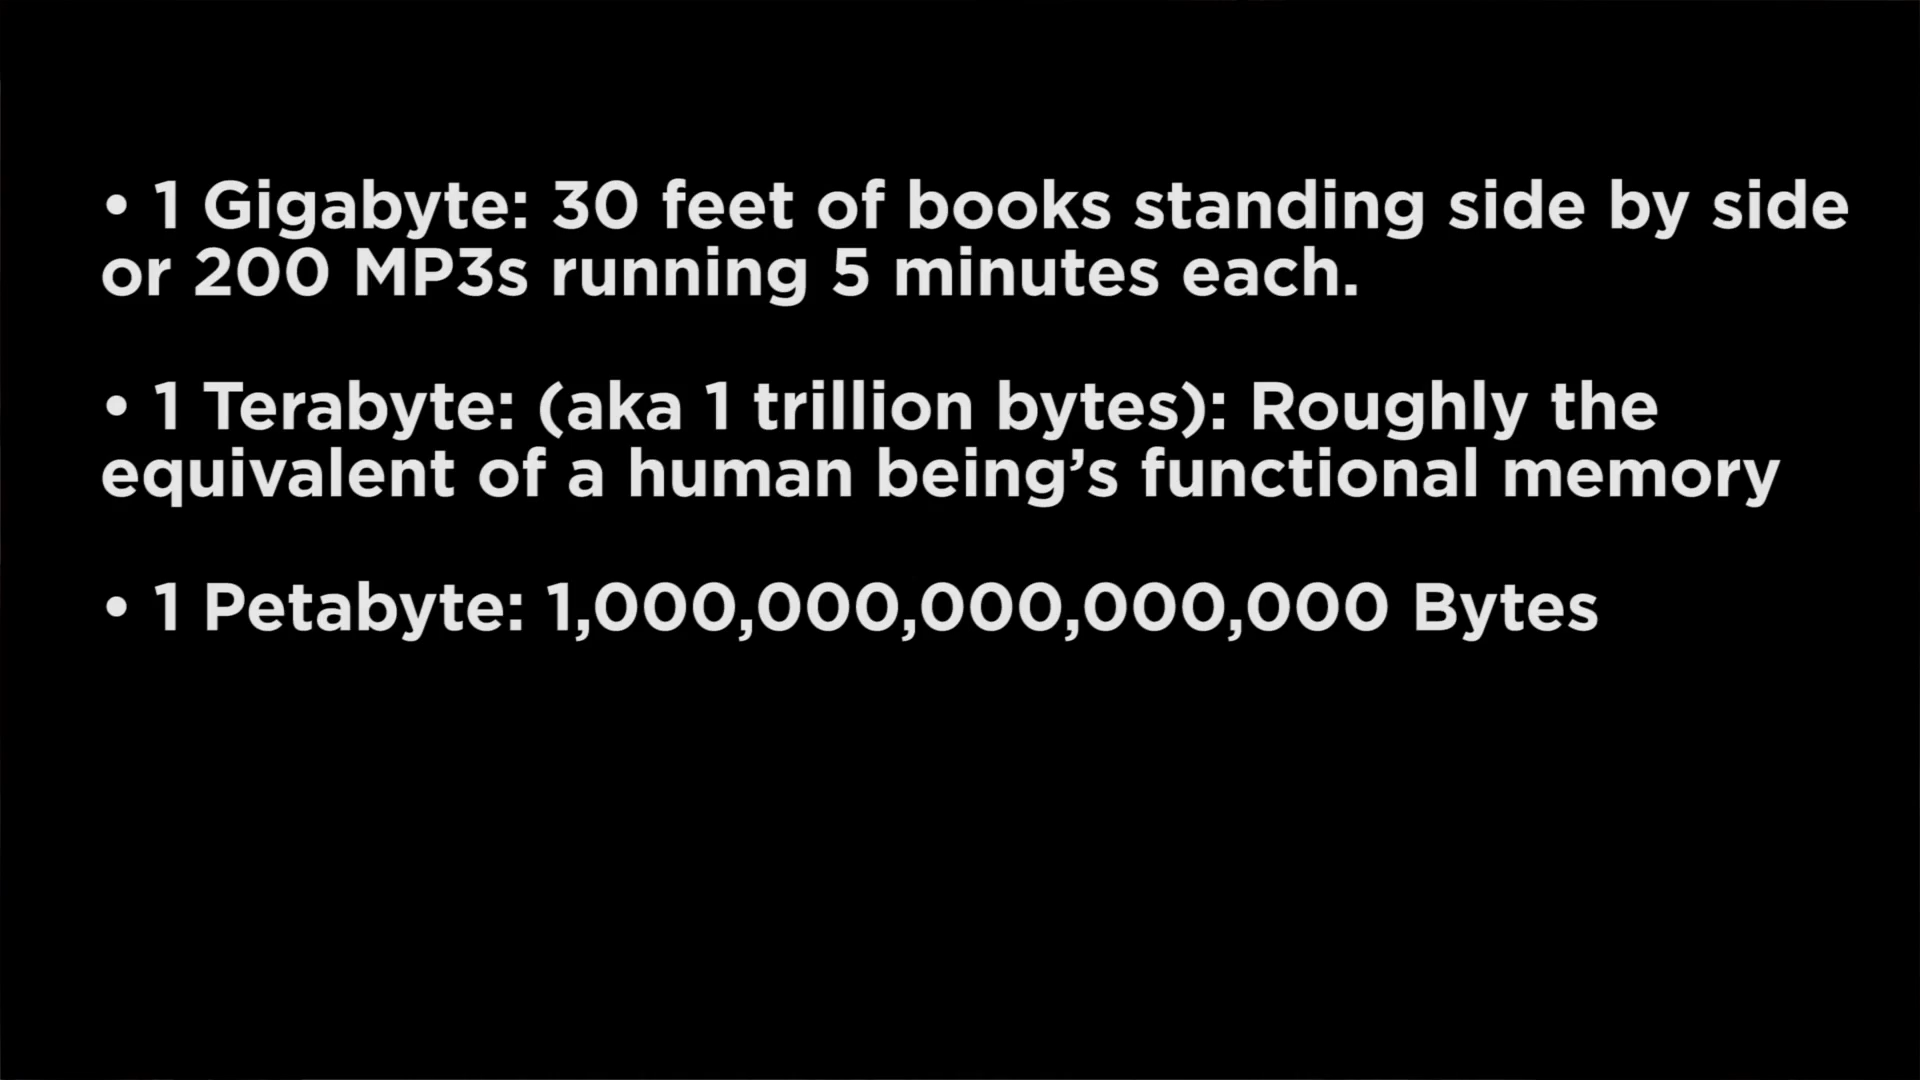 • 1 Gigabyte: 30 feet of books standing side by side
or 200 MP3s running 5 minutes each.
• 1 Terabyte: (aka 1 trillion bytes): Roughly the
equivalent of a human being’s functional memory
• 1 Petabyte: 1,000,000,000,000,000 Bytes